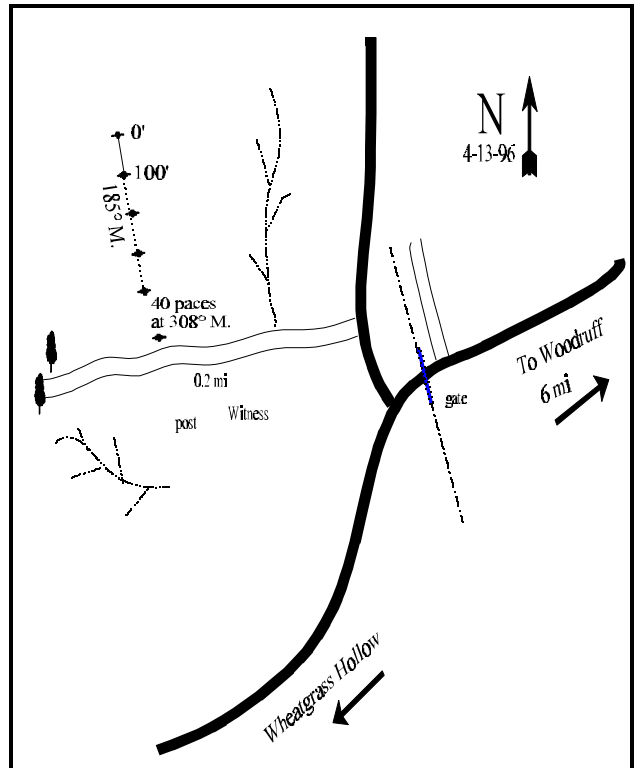 N
4-13-96
0'
100'
185° M.
40 paces
at 308° M.
0.2 mi
Witness
post
gate
To Woodruff
6 mi
Wheatgrass Hollow